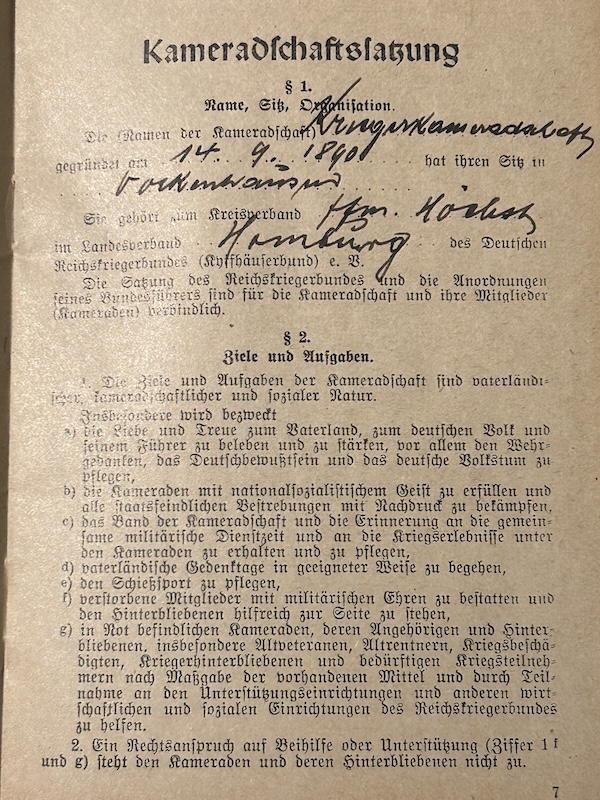 Kameradschaftssatzung
§ 1.
Name, Sitz, Organisation.
Die (Namen der Kameradschaft) Kriegerkameradschaft
gegründet am 14. 9. 1890 hat ihren Sitz in
Vockenhausen
Sie gehört zum Kreisverband Ffm. Höchst
im Landesverband Homburg des Deutschen
Reichskriegerbundes (Kyffhäuserbund) e. V.
Die Satzung des Reichskriegerbundes und die Anordnungen
seines Bundesführers sind für die Kameradschaft und ihre Mitglieder
(Kameraden) verbindlich.
§ 2.
Ziele und Aufgaben.
1. Die Ziele und Aufgaben der Kameradschaft sind vaterländi-
scher, kameradschaftlicher und sozialer Natur.
Insbesondere wird bezweckt
a) die Liebe und Treue zum Vaterland, zum deutschen Volk und
seinem Führer zu beleben und zu stärken, vor allem den Wehr-
gedanken, das Deutschbewußtsein und das deutsche Volkstum zu
pflegen,
b) die Kameraden mit nationalsozialistischem Geist zu erfüllen und
alle staatsfeindlichen Bestrebungen mit Nachdruck zu bekämpfen,
c) das Band der Kameradschaft und die Erinnerung an die gemein-
same militärische Dienstzeit und an die Kriegserlebnisse unter
den Kameraden zu erhalten und zu pflegen,
d) vaterländische Gedenktage in geeigneter Weise zu begehen,
e) den Schießsport zu pflegen,
f) verstorbene Mitglieder mit militärischen Ehren zu bestatten und
den Hinterbliebenen hilfreich zur Seite zu stehen,
g) in Not befindlichen Kameraden, deren Angehörigen und Hinter-
bliebenen, insbesondere Altveteranen, Altrentnern, Kriegsbeschä-
digten, Kriegerhinterbliebenen und bedürftigen Kriegsteilneh-
mern nach Maßgabe der vorhandenen Mittel und durch Teil-
nahme an den Unterstützungseinrichtungen und anderen wirt-
schaftlichen und sozialen Einrichtungen des Reichskriegerbundes
zu helfen.
2. Ein Rechtsanspruch auf Beihilfe oder Unterstützung (Ziffer 1 f
und g) steht den Kameraden und deren Hinterbliebenen nicht zu.
7